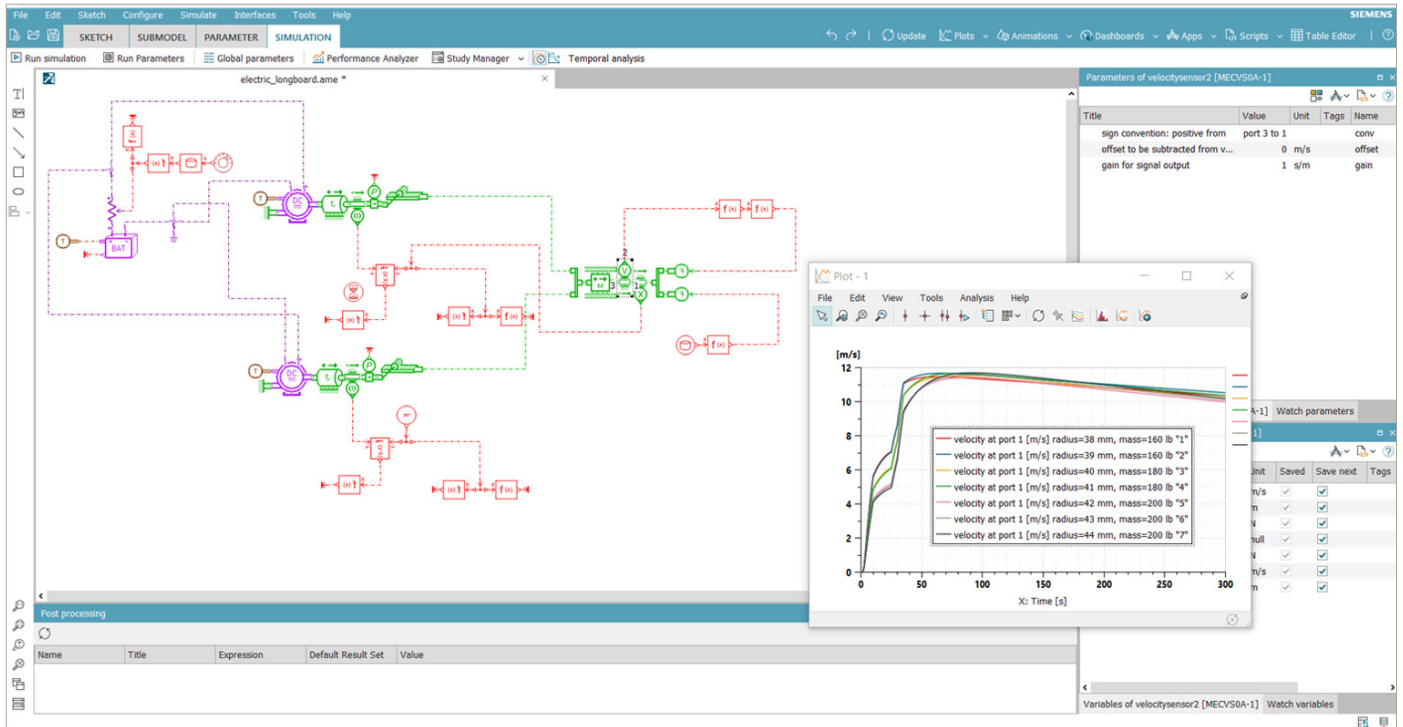 File Edit Sketch Configure Simulate Interfaces Tools Help SIEMENS
SKETCH SUBMODEL PARAMETER SIMULATION Update Plots Animations Dashboards Apps Scripts Table Editor
Run simulation Run Parameters Global parameters Performance Analyzer Study Manager Temporal analysis
electric_longboard.ame *
Parameters of velocitysensor2 [MECVS0A-1]
Title Value Unit Tags Name
sign convention: positive from port 3 to 1 conv
offset to be subtracted from v... 0 m/s offset
gain for signal output 1 s/m gain
f(x)
(x)
DC
P
T
BAT
T
f(x) f(x)
2
V
M
3
1
X
f(x)
f(x)
DC
P
T
f(x)
Plot - 1
File Edit View Tools Analysis Help
[m/s]
12
10
8
6
4
2
0
velocity at port 1 [m/s] radius=38 mm, mass=160 lb "1"
velocity at port 1 [m/s] radius=39 mm, mass=160 lb "2"
velocity at port 1 [m/s] radius=40 mm, mass=180 lb "3"
velocity at port 1 [m/s] radius=41 mm, mass=180 lb "4"
velocity at port 1 [m/s] radius=42 mm, mass=200 lb "5"
velocity at port 1 [m/s] radius=43 mm, mass=200 lb "6"
velocity at port 1 [m/s] radius=44 mm, mass=200 lb "7"
0 50 100 150 200 250 300
X: Time [s]
A-1] Watch parameters
1]
Unit Saved Save next Tags
m/s
m
N
null
N
m/s
m
Post processing
Name Title Expression Default Result Set Value
Variables of velocitysensor2 [MECVS0A-1] Watch variables